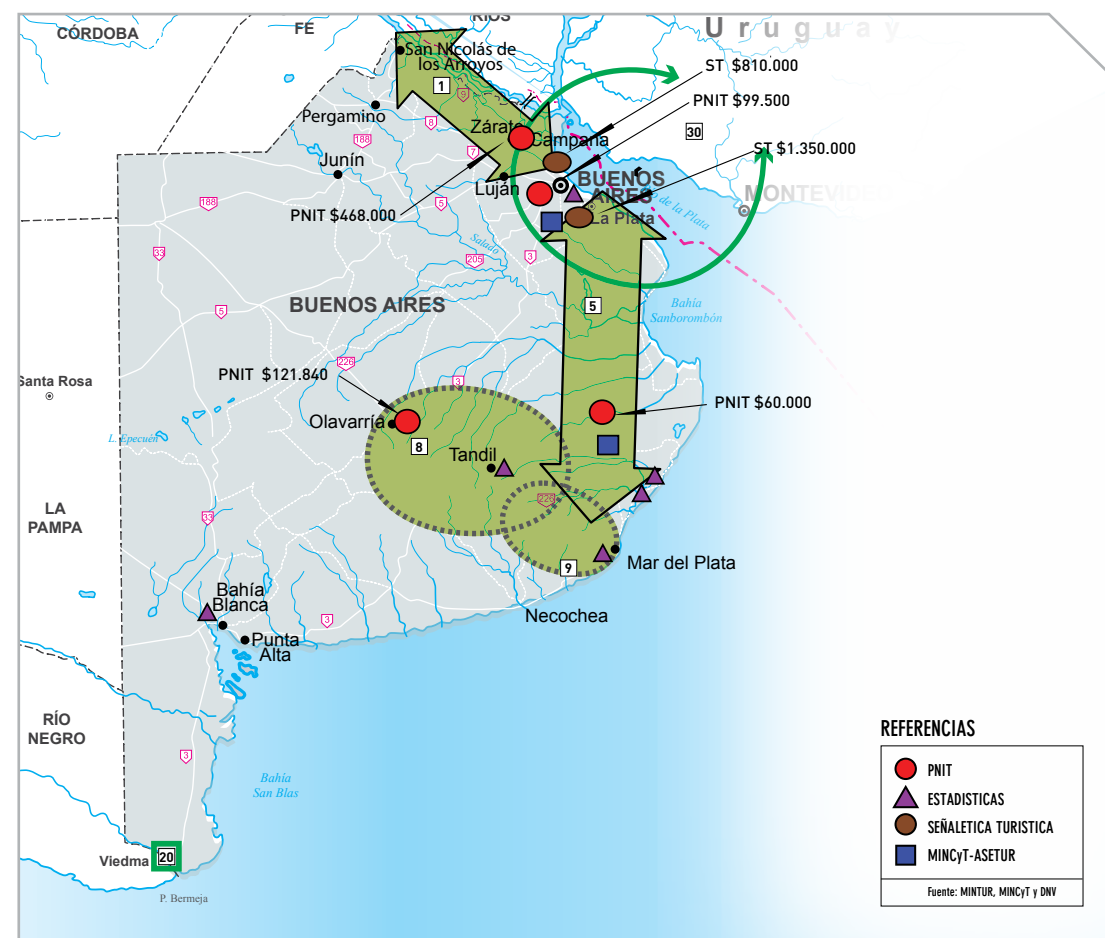 CÓRDOBA
FE
RÍOS
Uruguay
San Nicolás de
los Arroyos
ST $810.000
1
9
PNIT $99.500
Pergamino
8
Zárate
Campana
30
188
7
ST $1.350.000
Junín
Luján
BUENOS
AIRES
MONTEVIDEO
188
5
PNIT $468.000
La Plata
de la Plata
Salado
33
205
3
BUENOS AIRES
5
Bahía
Sanborombón
5
226
PNIT $121.840
3
Santa Rosa
PNIT $60.000
Olavarría
8
L. Epecuén
Tandil
226
LA
PAMPA
33
Mar del Plata
9
Bahía
Blanca
Necochea
3
Punta
Alta
RÍO
NEGRO
3
Bahía
San Blas
Viedma
20
P. Bermeja
REFERENCIAS
PNIT
ESTADISTICAS
SEÑALETICA TURISTICA
MINCyT-ASETUR
Fuente: MINTUR, MINCyT y DNV